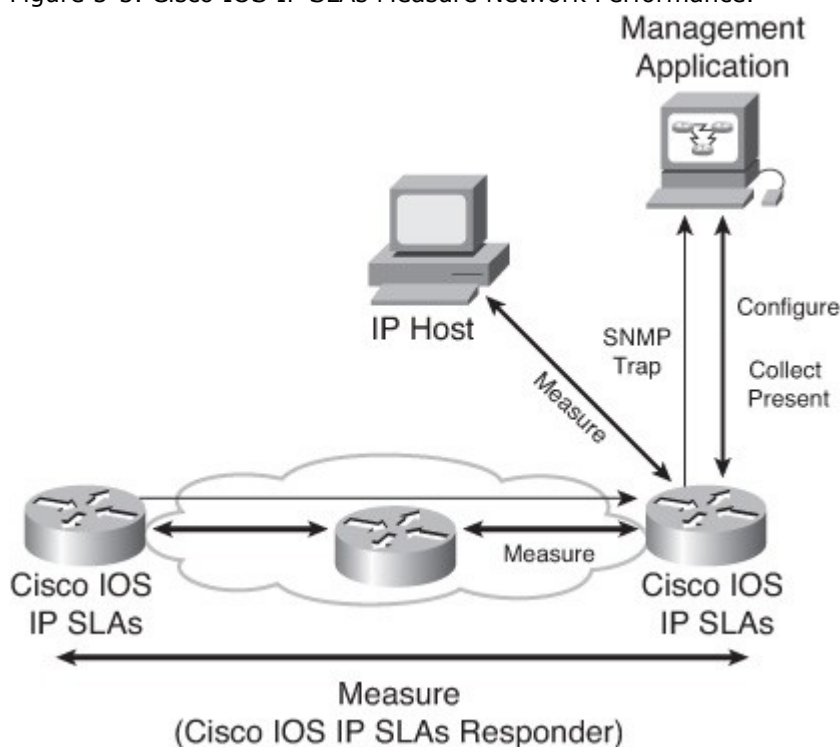 Management
Application
IP Host
SNMP
Trap
Configure
Collect
Present
Measure
Measure
Cisco IOS
IP SLAs
Cisco IOS
IP SLAs
Measure
(Cisco IOS IP SLAs Responder)